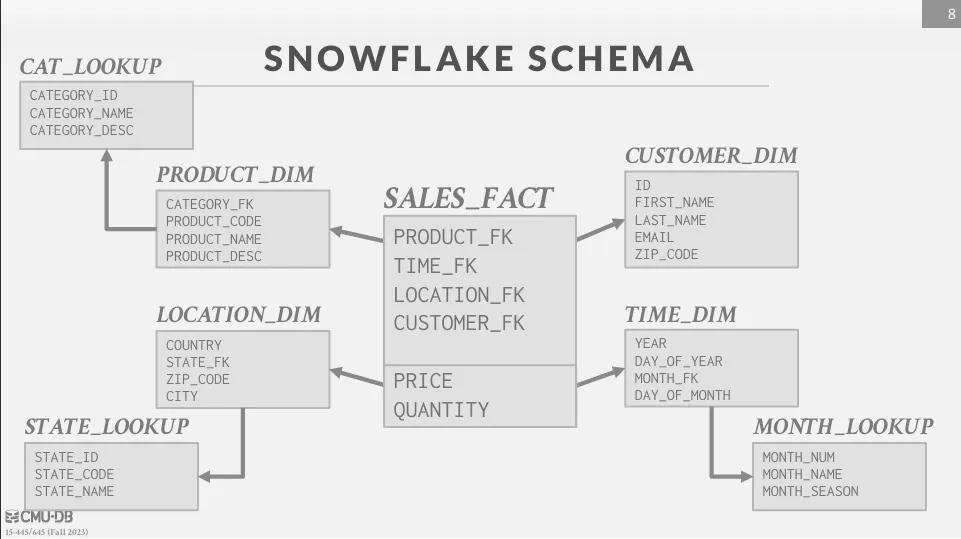 8
SNOWFLAKE SCHEMA
CAT_LOOKUP
CATEGORY_ID
CATEGORY_NAME
CATEGORY_DESC
PRODUCT_DIM
CATEGORY_FK
PRODUCT_CODE
PRODUCT_NAME
PRODUCT_DESC
SALES_FACT
PRODUCT_FK
TIME_FK
LOCATION_FK
CUSTOMER_FK
PRICE
QUANTITY
CUSTOMER_DIM
ID
FIRST_NAME
LAST_NAME
EMAIL
ZIP_CODE
LOCATION_DIM
COUNTRY
STATE_FK
ZIP_CODE
CITY
TIME_DIM
YEAR
DAY_OF_YEAR
MONTH_FK
DAY_OF_MONTH
STATE_LOOKUP
STATE_ID
STATE_CODE
STATE_NAME
MONTH_LOOKUP
MONTH_NUM
MONTH_NAME
MONTH_SEASON
CMU·DB
15-445/645 (Fall 2023)